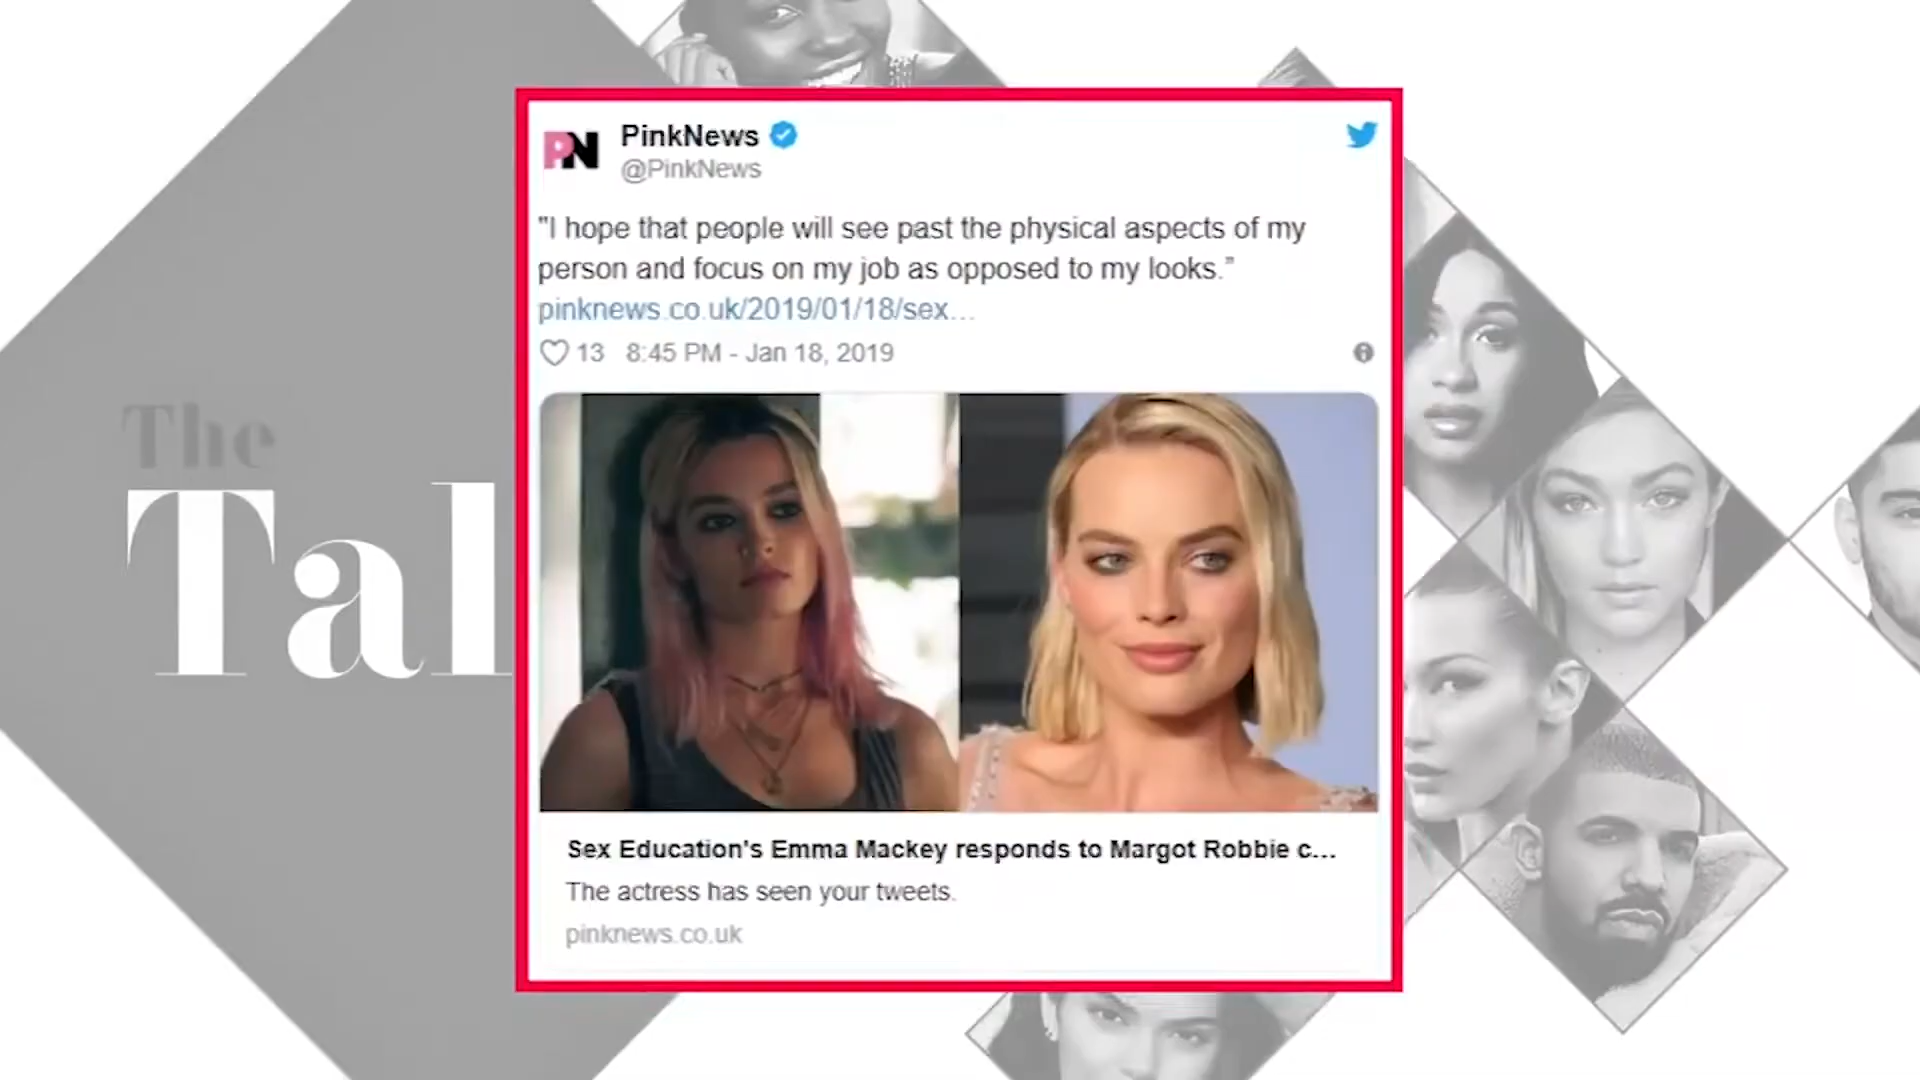 The
Tal
PN
PinkNews
@PinkNews
"I hope that people will see past the physical aspects of my
person and focus on my job as opposed to my looks.”
pinknews.co.uk/2019/01/18/sex...
13 8:45 PM - Jan 18, 2019
Sex Education's Emma Mackey responds to Margot Robbie c...
The actress has seen your tweets.
pinknews.co.uk